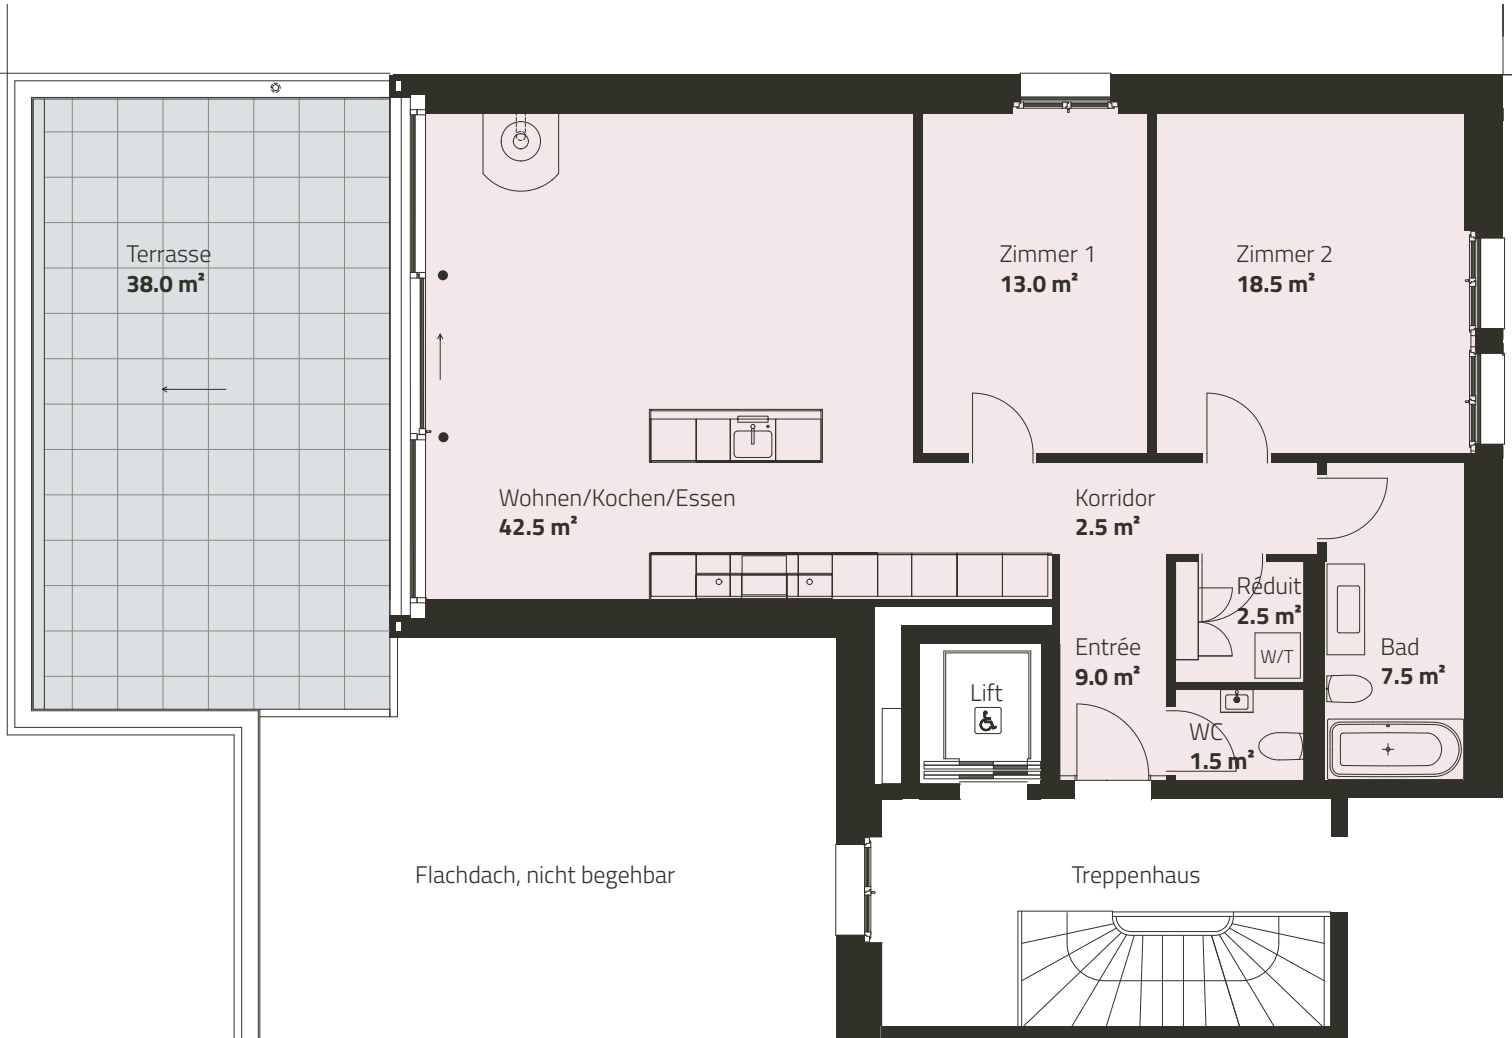 Terrasse
38.0 m²
Zimmer 1
13.0 m²
Zimmer 2
18.5 m²
Wohnen/Kochen/Essen
42.5 m²
Korridor
2.5 m²
Réduit
2.5 m²
W/T
Entrée
9.0 m²
Bad
7.5 m²
Lift
WC
1.5 m²
Flachdach, nicht begehbar
Treppenhaus